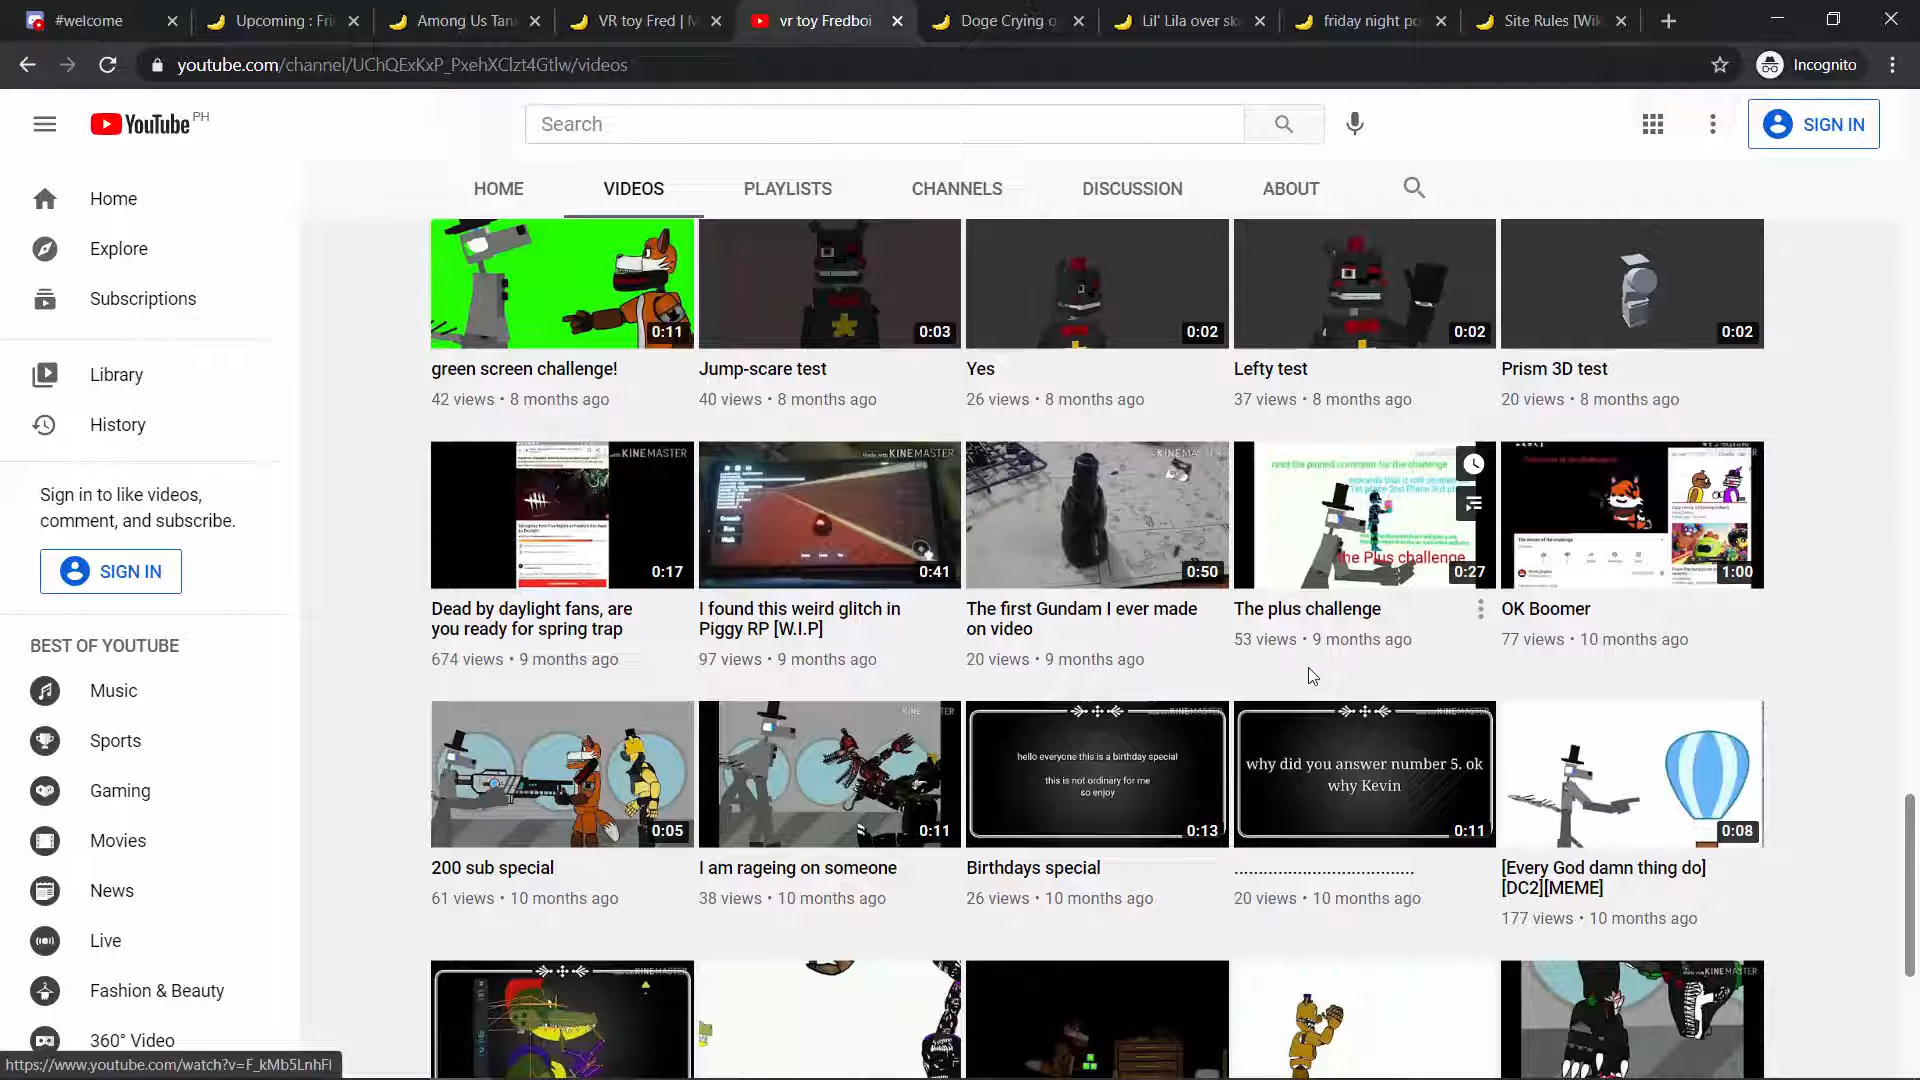 #welcome
Upcoming : Fri
Among Us Tan
VR toy Fred | M
vr toy Fredboi
Doge Crying o
Lil' Lila over sk
friday night po
Site Rules [Wik
youtube.com/channel/UChQExKxP_PxehXClzt4Gtlw/videos
Incognito
YouTube PH
Search
SIGN IN
HOME
VIDEOS
PLAYLISTS
CHANNELS
DISCUSSION
ABOUT
Home
Explore
Subscriptions
Library
History
Sign in to like videos,
comment, and subscribe.
SIGN IN
BEST OF YOUTUBE
Music
Sports
Gaming
Movies
News
Live
Fashion & Beauty
360° Video
0:11
green screen challenge!
42 views • 8 months ago
0:03
Jump-scare test
40 views • 8 months ago
0:02
Yes
26 views • 8 months ago
0:02
Lefty test
37 views • 8 months ago
0:02
Prism 3D test
20 views • 8 months ago
KINEMASTER
0:17
Dead by daylight fans, are
you ready for spring trap
674 views • 9 months ago
Made with KINEMASTER
0:41
I found this weird glitch in
Piggy RP [W.I.P]
97 views • 9 months ago
0:50
The first Gundam I ever made
on video
20 views • 9 months ago
read the pinned comment for the challenge
the Plus challenge
0:27
The plus challenge
53 views • 9 months ago
1:00
OK Boomer
77 views • 10 months ago
0:05
200 sub special
61 views • 10 months ago
0:11
I am rageing on someone
38 views • 10 months ago
hello everyone this is a birthday special
this is not ordinary for me
so enjoy
0:13
Birthdays special
26 views • 10 months ago
why did you answer number 5. ok
why Kevin
0:11
.....................................
20 views • 10 months ago
0:08
[Every God damn thing do]
[DC2][MEME]
177 views • 10 months ago
KINEMASTER
KINEMASTER
https://www.youtube.com/watch?v=F_kMb5LnhFI